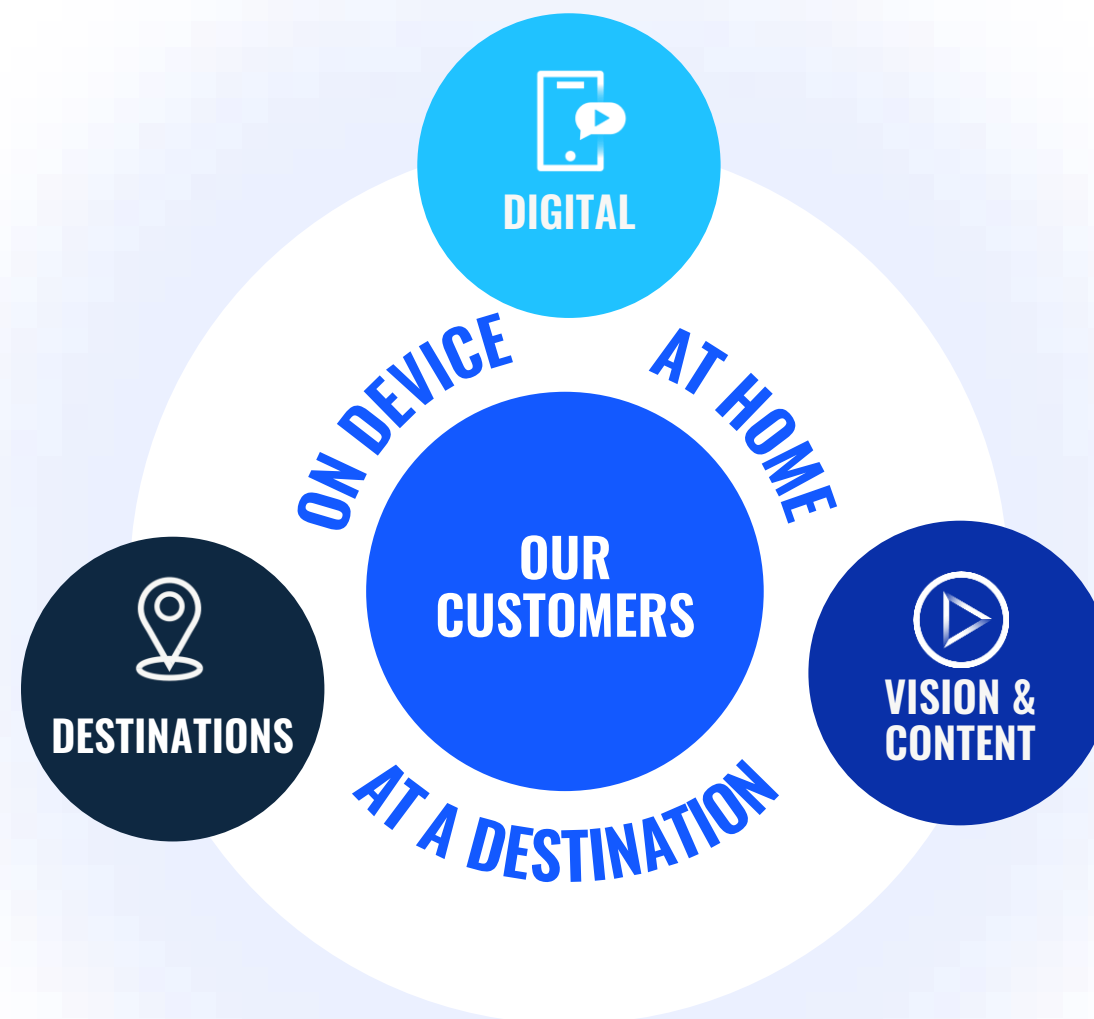 DIGITAL
ON DEVICE
AT HOME
OUR
CUSTOMERS
DESTINATIONS
VISION &
CONTENT
AT A DESTINATION